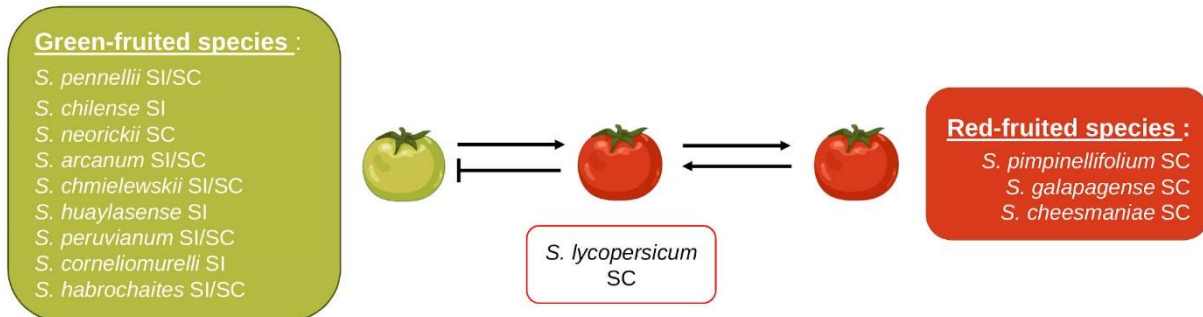 Green-fruited species :
S. pennellii SI/SC
S. chilense SI
S. neorickii SC
S. arcanum SI/SC
S. chmielewskii SI/SC
S. huaylasense SI
S. peruvianum SI/SC
S. corneliomurelli SI
S. habrochaites SI/SC
S. lycopersicum
SC
Red-fruited species :
S. pimpinellifolium SC
S. galapagense SC
S. cheesmaniae SC